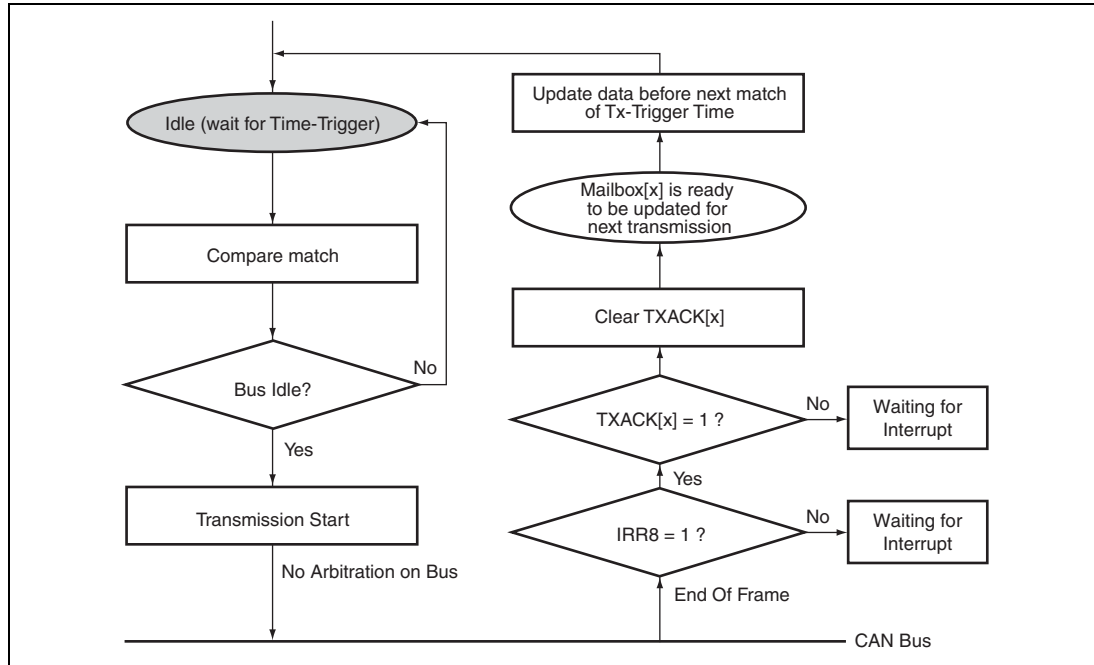 Idle (wait for Time-Trigger)
Compare match
Bus Idle?
No
Yes
Transmission Start
No Arbitration on Bus
Update data before next match
of Tx-Trigger Time
Mailbox[x] is ready
to be updated for
next transmission
Clear TXACK[x]
TXACK[x] = 1 ?
No
Waiting for
Interrupt
Yes
IRR8 = 1 ?
No
Waiting for
Interrupt
End Of Frame
CAN Bus